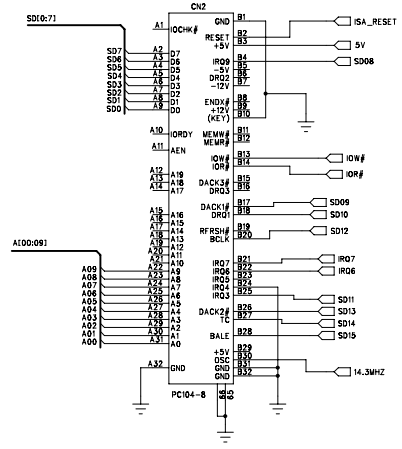 CN2
SD[0:7]
A1 IOCHK# GND B1
RESET B2 ISA_RESET
+5V B3 5V
SD7 A2 D7 IRQ9 B4 SD08
SD6 A3 D6 -5V B5
SD5 A4 D5 DRQ2 B6
SD4 A5 D4 -12V B7
SD3 A6 D3
SD2 A7 D2 ENDX# B8
SD1 A8 D1 +12V B9
SD0 A9 D0 (KEY) B10
A10 IORDY MEMW# B11
A11 AEN MEMR# B12
IOW# B13 IOW#
IOR# B14 IOR#
A12 A19 DACK3# B15
A13 A18 DRQ3 B16
A14 A17
DACK1# B17 SD09
A15 A16 DRQ1 B18 SD10
A16 A15
A17 A14 RFRSH# B19
A18 A13 BCLK B20 SD12
A19 A12
A20 A11
A[00:09]
A21 A10 IRQ7 B21 IRQ7
A09 A22 A9 IRQ6 B22 IRQ6
A08 A23 A8 IRQ5 B23
A07 A24 A7 IRQ4 B24
A06 A25 A6 IRQ3 B25 SD11
A05 A26 A5
A04 A27 A4 DACK2# B26 SD13
A03 A28 A3 TC B27 SD14
A02 A29 A2
A01 A30 A1 BALE B28 SD15
A00 A31 A0
+5V B29
OSC B30 14.3MHZ
A32 GND GND B31
GND B32
PC104-8 66 65